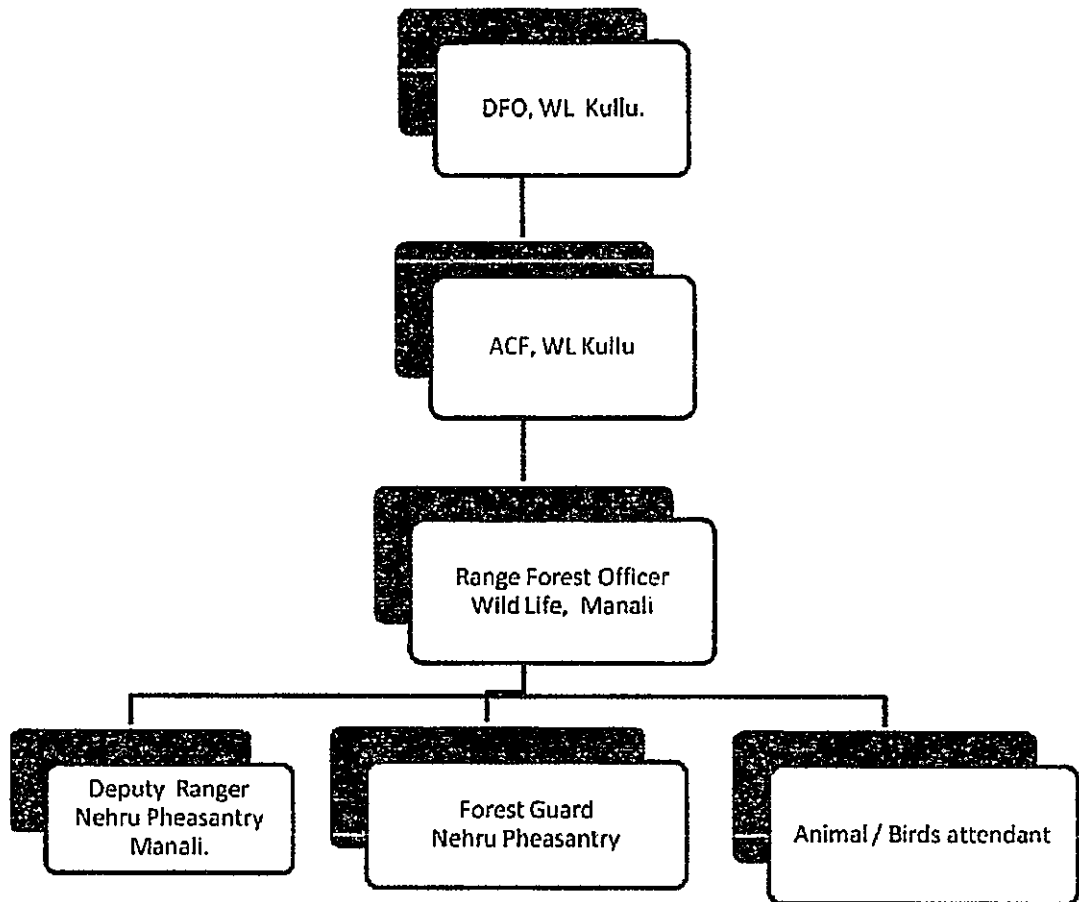 DFO, WL Kullu.
ACF, WL Kullu
Range Forest Officer
Wild Life, Manali
Deputy Ranger
Nehru Pheasantry
Manali.
Forest Guard
Nehru Pheasantry
Animal / Birds attendant